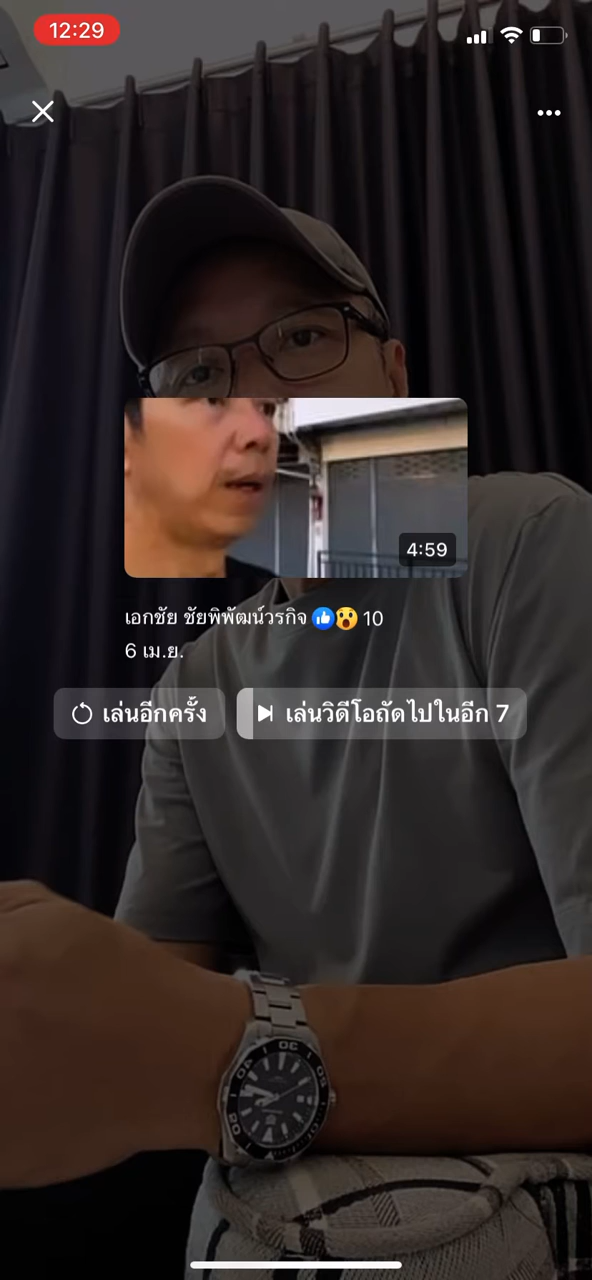 12:29
4:59
เอกชัย ชัยพิพัฒน์วรกิจ 👍😮 10
6 เม.ย.
เล่นอีกครั้ง
เล่นวิดีโอถัดไปในอีก 7